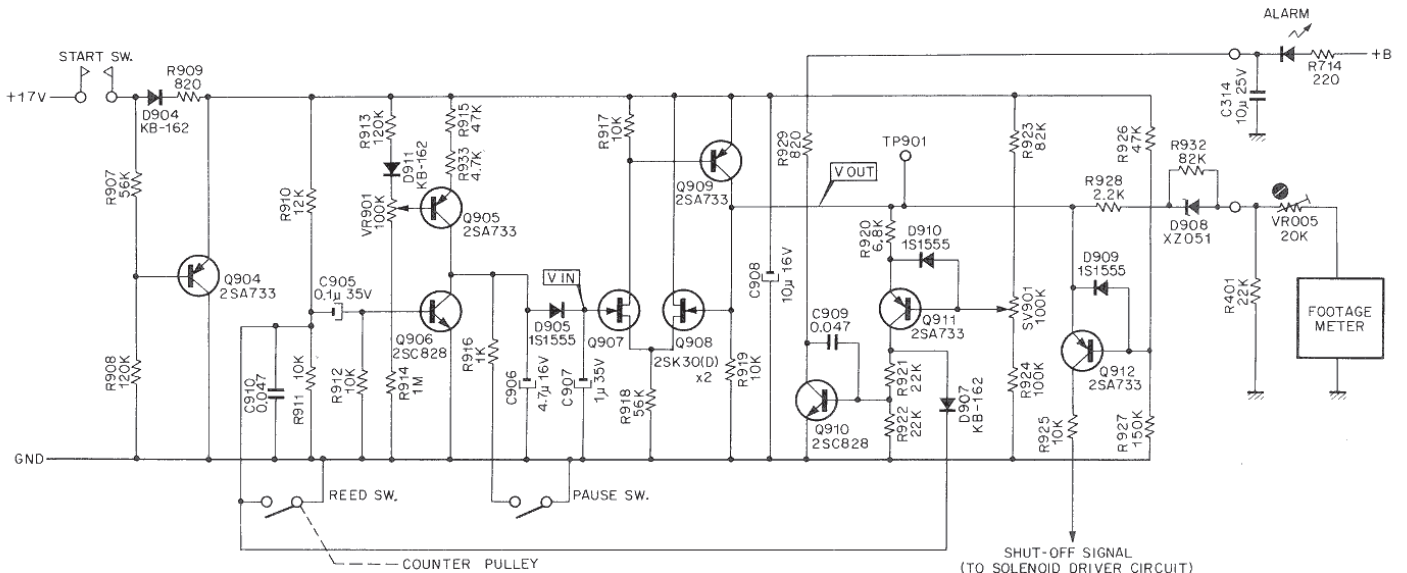 START SW.
+17V
D904
KB-162
R909
820
R907
56K
R908
120K
Q904
2SA733
C910
0.047
R910
12K
R911
10K
C905
0.1μ 35V
R912
10K
R913
120K
D911
KB-162
VR901
100K
R914
1M
R915
47K
R933
4.7K
Q905
2SA733
Q906
2SC828
R916
1K
C906
4.7μ 16V
V IN
D905
1S1555
C907
1μ 35V
R917
10K
Q907
R918
56K
Q908
2SK30(D)
x2
Q909
2SA733
R919
10K
C908
10μ 16V
V OUT
TP901
R929
820
C909
0.047
Q910
2SC828
R920
6.8K
D910
1S1555
Q911
2SA733
R921
22K
R922
22K
D907
KB-162
R923
82K
SV901
100K
R924
100K
R928
2.2K
D909
1S1555
Q912
2SA733
R925
10K
R926
47K
R927
150K
R932
82K
D908
XZ051
R401
22K
VR005
20K
FOOTAGE
METER
ALARM
C314
10μ 25V
R714
220
+B
GND
REED SW.
PAUSE SW.
COUNTER PULLEY
SHUT-OFF SIGNAL
(TO SOLENOID DRIVER CIRCUIT)